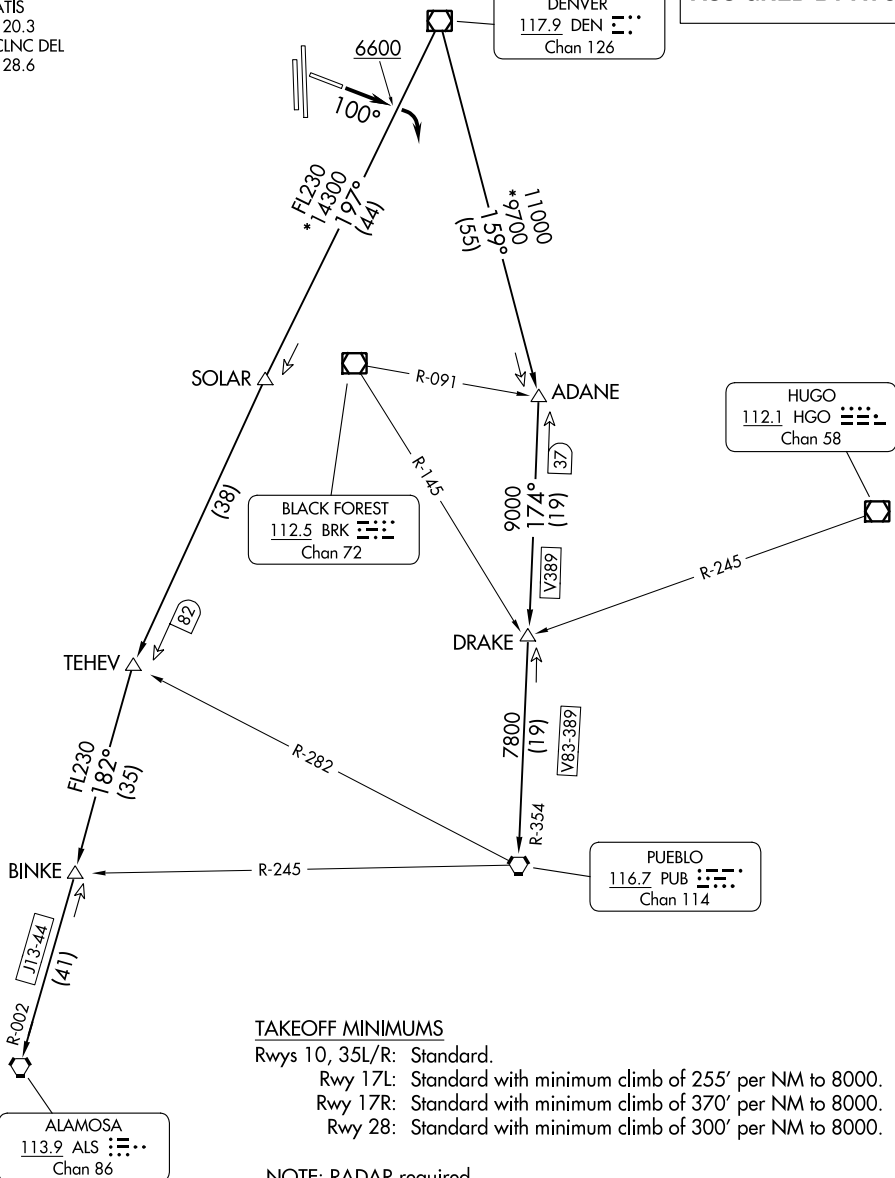 20.3
CLNC DEL
28.6
DENVER
117.9 DEN
Chan 126
6600
100°
FL230
*14300
197°
(44)
11000
*9700
159°
(55)
SOLAR
R-091
ADANE
HUGO
112.1 HGO
Chan 58
37
R-145
(38)
BLACK FOREST
112.5 BRK
Chan 72
9000
174°
(19)
V389
R-245
82
DRAKE
TEHEV
R-282
7800
(19)
V83-389
FL230
182°
(35)
R-354
BINKE
R-245
PUEBLO
116.7 PUB
Chan 114
J13-44
(41)
R-002
TAKEOFF MINIMUMS
Rwys 10, 35L/R: Standard.
Rwy 17L: Standard with minimum climb of 255' per NM to 8000.
Rwy 17R: Standard with minimum climb of 370' per NM to 8000.
Rwy 28: Standard with minimum climb of 300' per NM to 8000.
ALAMOSA
113.9 ALS
Chan 86
NOTE: RADAR required